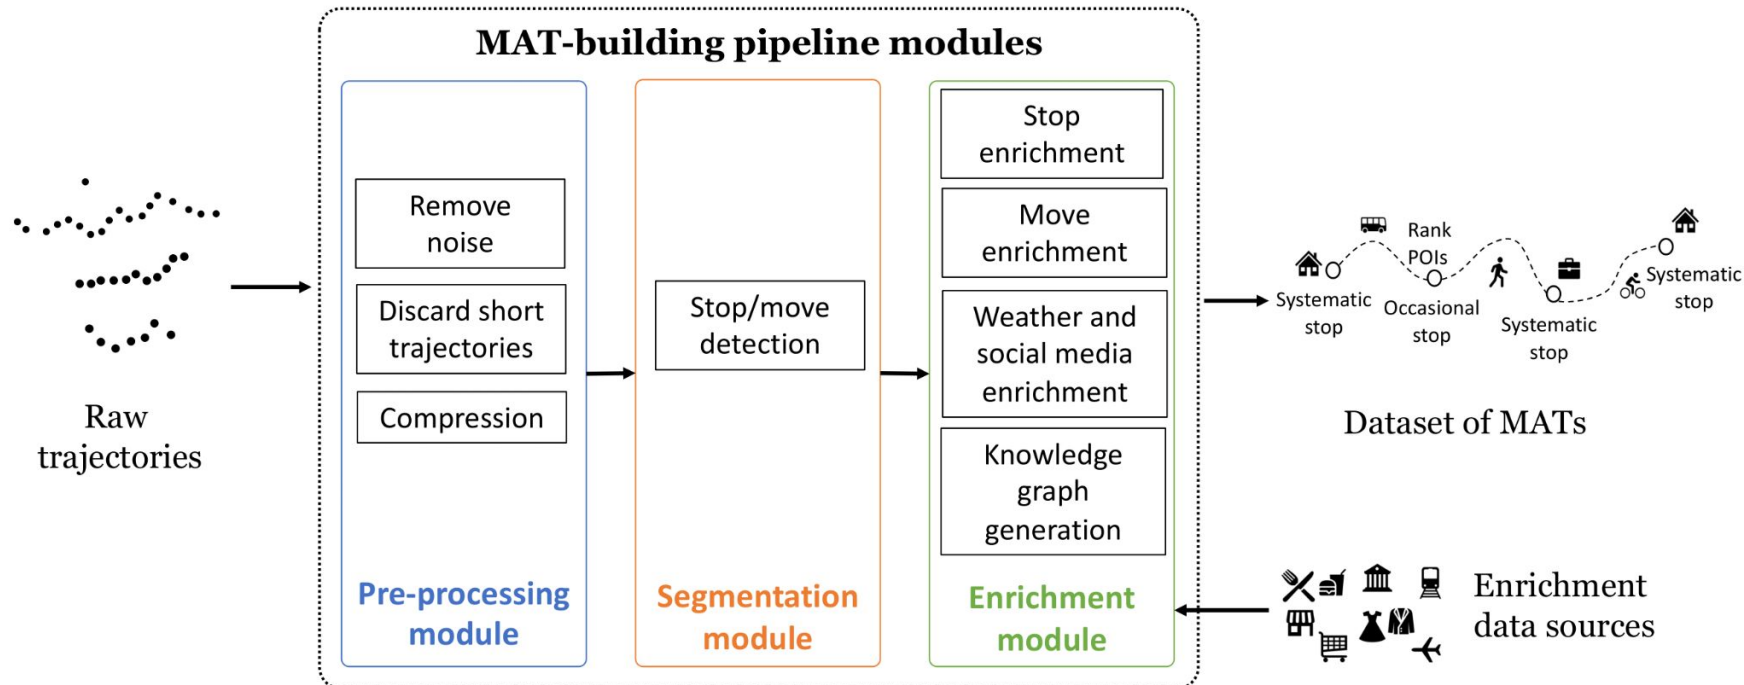 MAT-building pipeline modules
Raw
trajectories
Remove
noise
Discard short
trajectories
Compression
Pre-processing
module
Stop/move
detection
Segmentation
module
Stop
enrichment
Move
enrichment
Weather and
social media
enrichment
Knowledge
graph
generation
Enrichment
module
Systematic
stop
Rank
POIs
Occasional
stop
Systematic
stop
Systematic
stop
Dataset of MATs
Enrichment
data sources